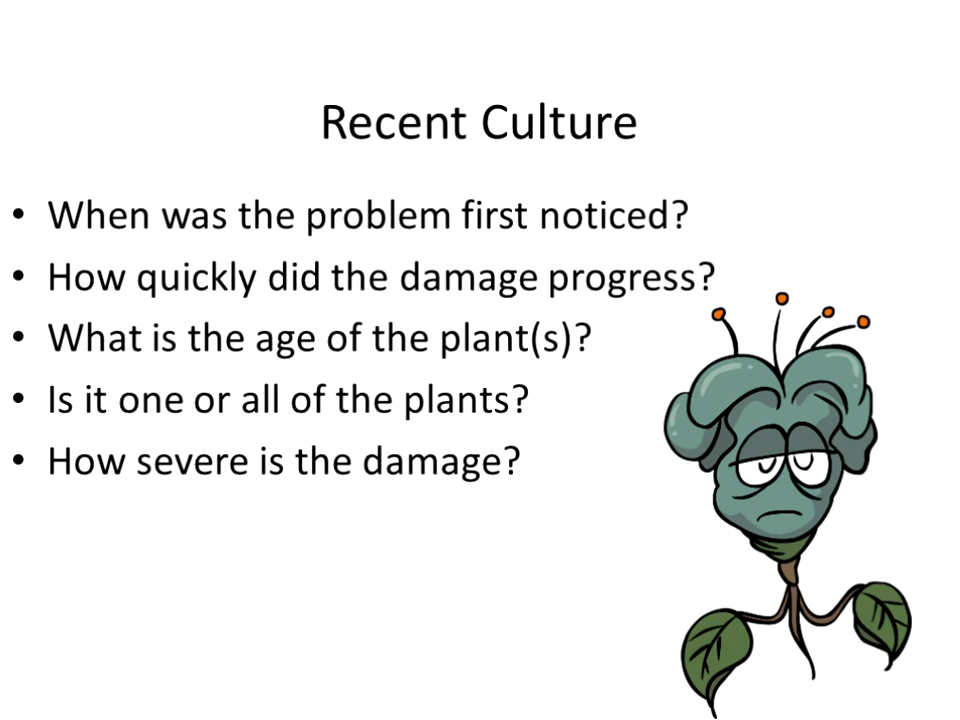 Recent Culture
• When was the problem first noticed?
• How quickly did the damage progress?
• What is the age of the plant(s)?
• Is it one or all of the plants?
• How severe is the damage?